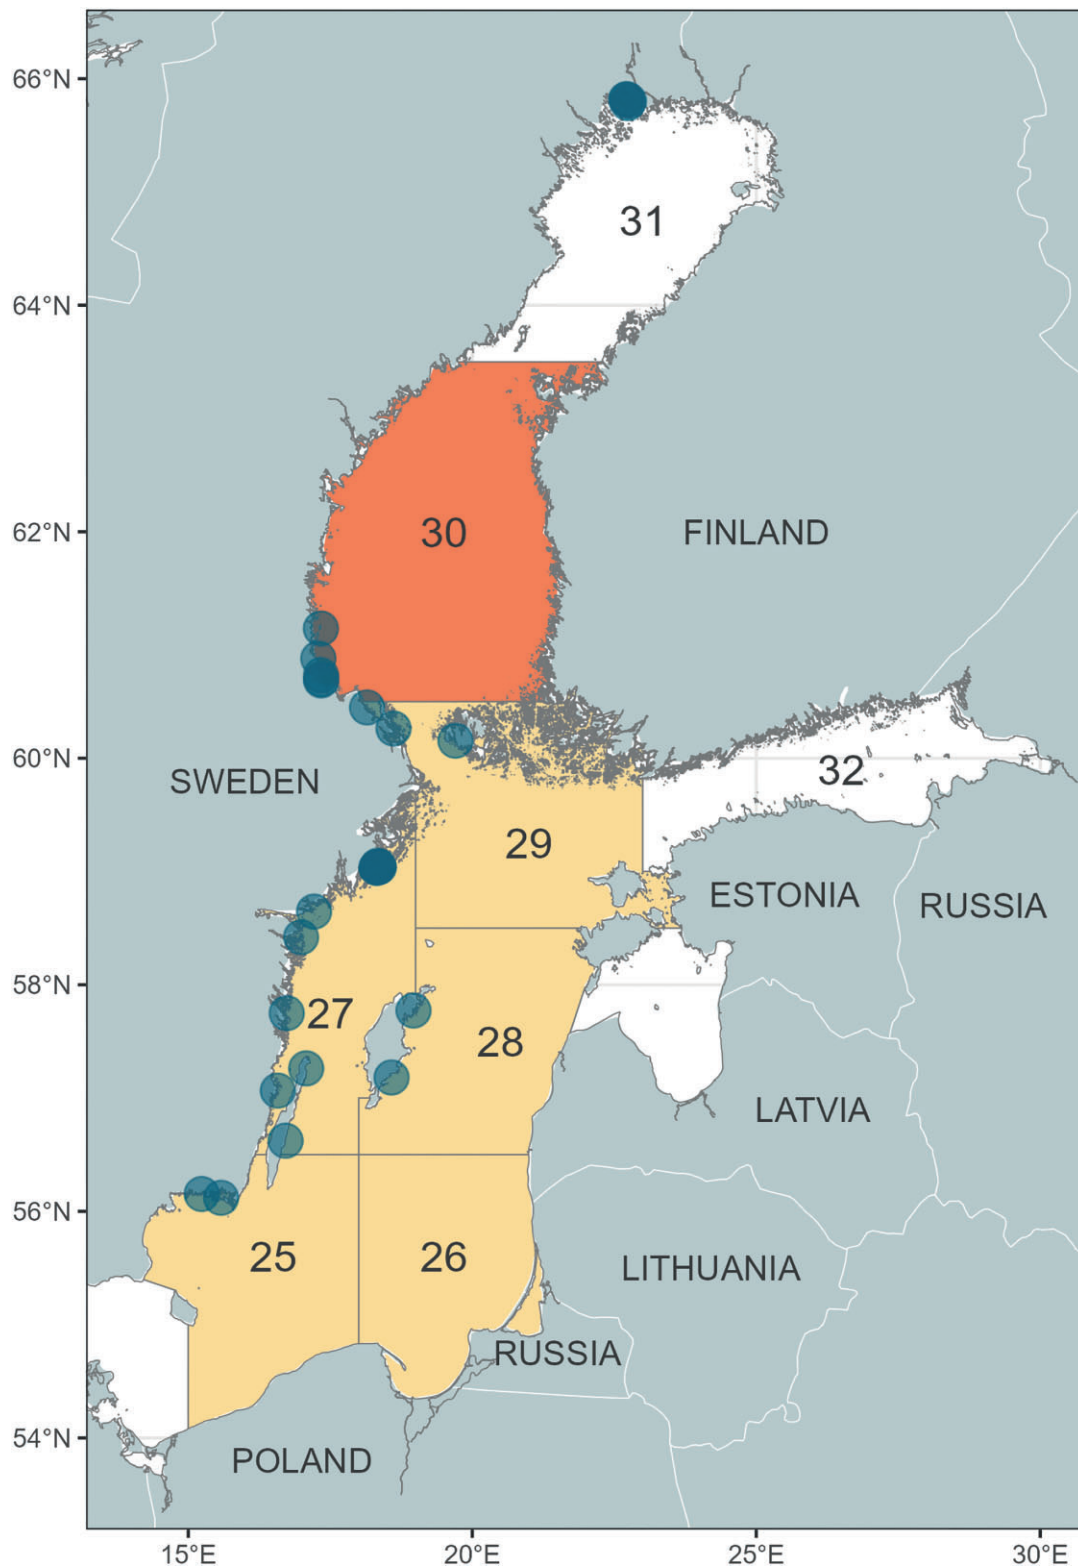 66°N
31
64°N
62°N
30
FINLAND
60°N
SWEDEN
32
29
ESTONIA
RUSSIA
58°N
27
28
LATVIA
56°N
25
26
LITHUANIA
RUSSIA
54°N
POLAND
15°E
20°E
25°E
30°E